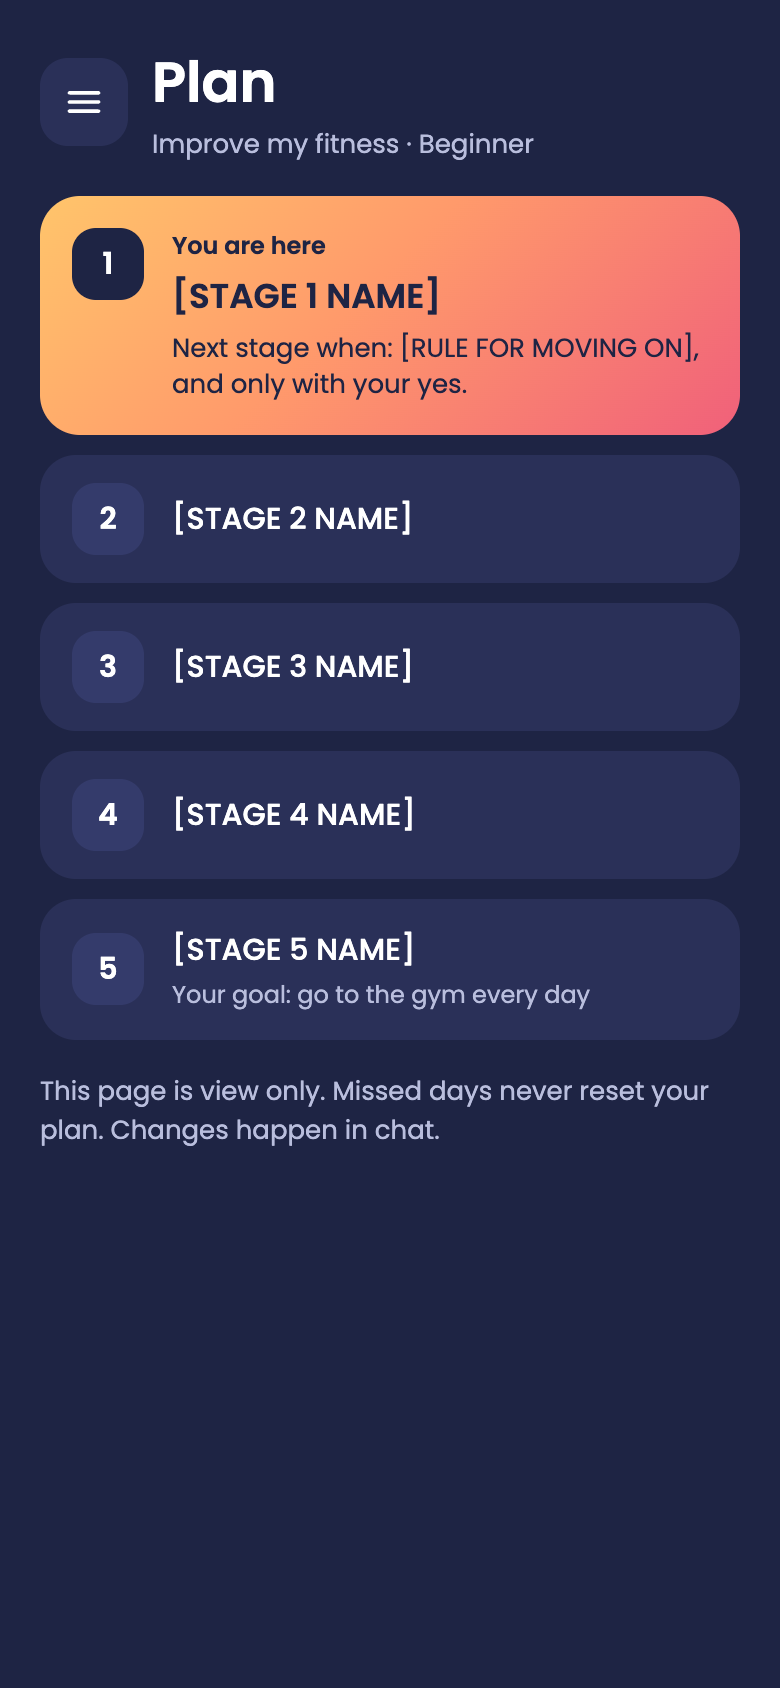 Plan
Improve my fitness · Beginner
1
You are here
[STAGE 1 NAME]
Next stage when: [RULE FOR MOVING ON],
and only with your yes.
2
[STAGE 2 NAME]
3
[STAGE 3 NAME]
4
[STAGE 4 NAME]
5
[STAGE 5 NAME]
Your goal: go to the gym every day
This page is view only. Missed days never reset your
plan. Changes happen in chat.